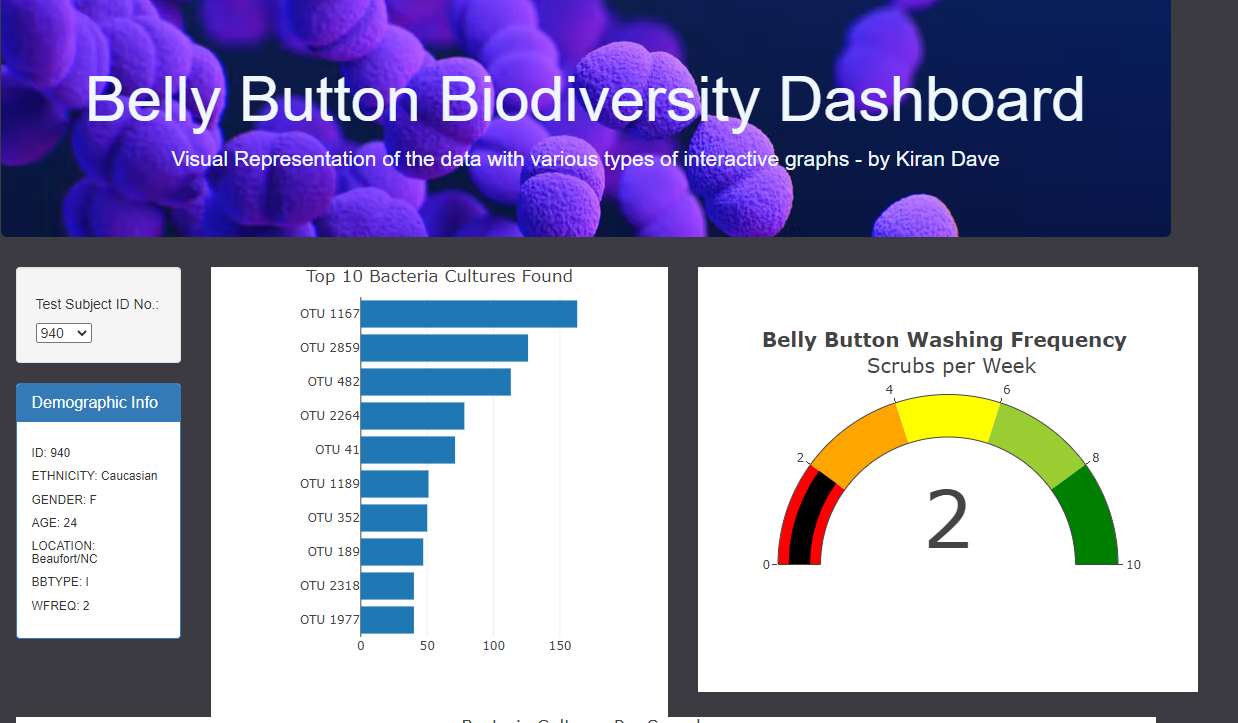 Belly Button Biodiversity Dashboard
Visual Representation of the data with various types of interactive graphs - by Kiran Dave
Test Subject ID No.:
940
Demographic Info
ID: 940
ETHNICITY: Caucasian
GENDER: F
AGE: 24
LOCATION:
Beaufort/NC
BBTYPE: I
WFREQ: 2
Top 10 Bacteria Cultures Found
OTU 1167
OTU 2859
OTU 482
OTU 2264
OTU 41
OTU 1189
OTU 352
OTU 189
OTU 2318
OTU 1977
0 50 100 150
Belly Button Washing Frequency
Scrubs per Week
4 6
2 8
2
0 10